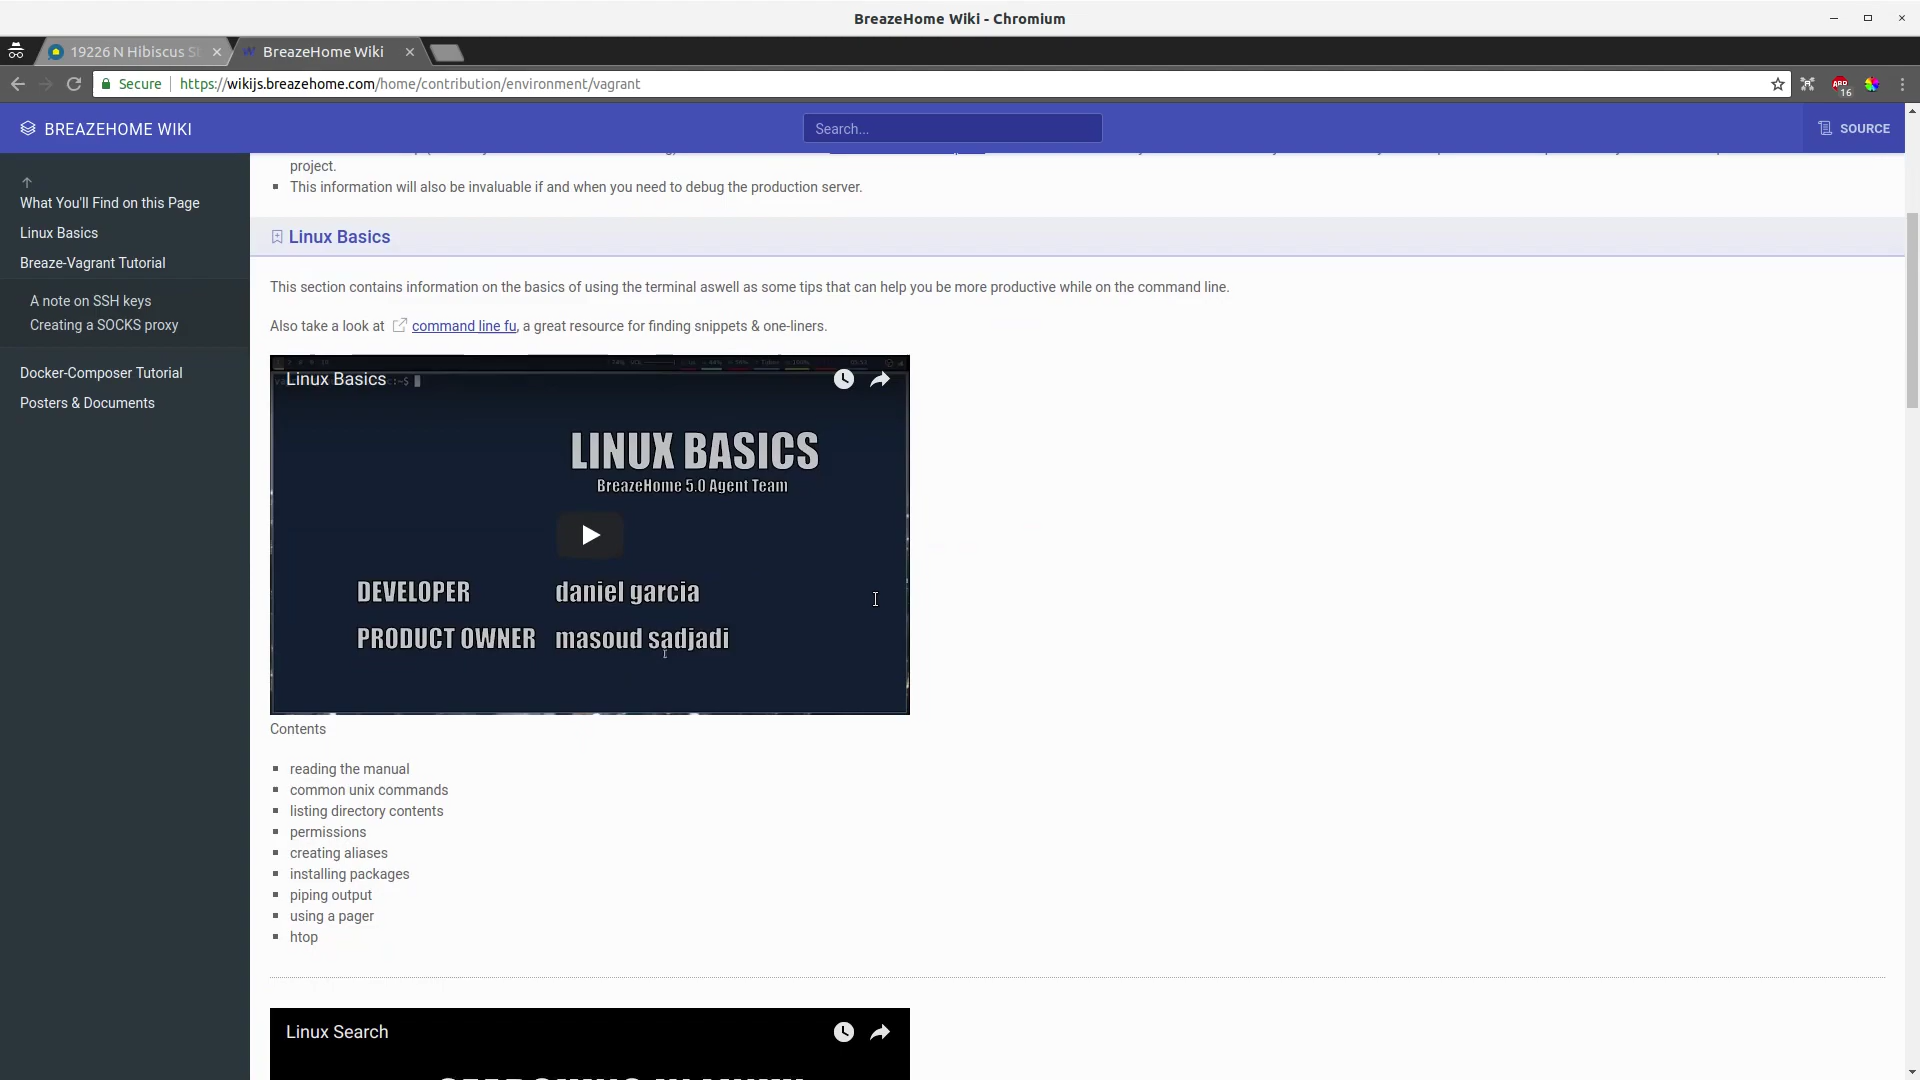 BreazeHome Wiki - Chromium
19226 N Hibiscus St
BreazeHome Wiki
Secure
https://wikijs.breazehome.com/home/contribution/environment/vagrant
16
BREAZEHOME WIKI
Search...
SOURCE
What You'll Find on this Page
Linux Basics
Breaze-Vagrant Tutorial
A note on SSH keys
Creating a SOCKS proxy
Docker-Composer Tutorial
Posters & Documents
project.
This information will also be invaluable if and when you need to debug the production server.
Linux Basics
This section contains information on the basics of using the terminal aswell as some tips that can help you be more productive while on the command line.
Also take a look at command line fu, a great resource for finding snippets & one-liners.
Linux Basics
LINUX BASICS
BreazeHome 5.0 Agent Team
DEVELOPER daniel garcia
PRODUCT OWNER masoud sadjadi
Contents
reading the manual
common unix commands
listing directory contents
permissions
creating aliases
installing packages
piping output
using a pager
htop
Linux Search